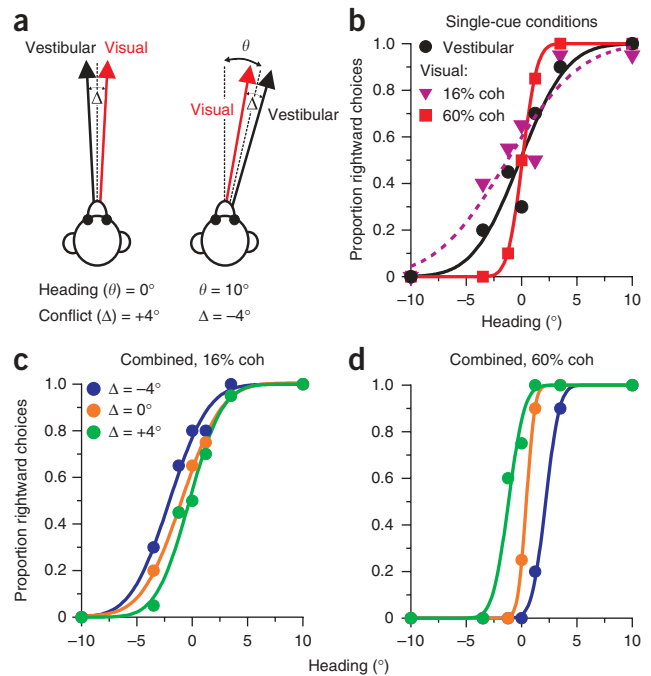 a
Vestibular Visual
Δ
θ
Visual
Δ
Vestibular
Heading (θ) = 0°
Conflict (Δ) = +4°
θ = 10°
Δ = −4°
b
Single-cue conditions
Vestibular
Visual:
16% coh
60% coh
Proportion rightward choices
1.0
0.8
0.6
0.4
0.2
0
−10 −5 0 5 10
Heading (°)
c
Combined, 16% coh
Δ = −4°
Δ = 0°
Δ = +4°
Proportion rightward choices
1.0
0.8
0.6
0.4
0.2
0
−10 −5 0 5 10
d
Combined, 60% coh
1.0
0.8
0.6
0.4
0.2
0
−10 −5 0 5 10
Heading (°)